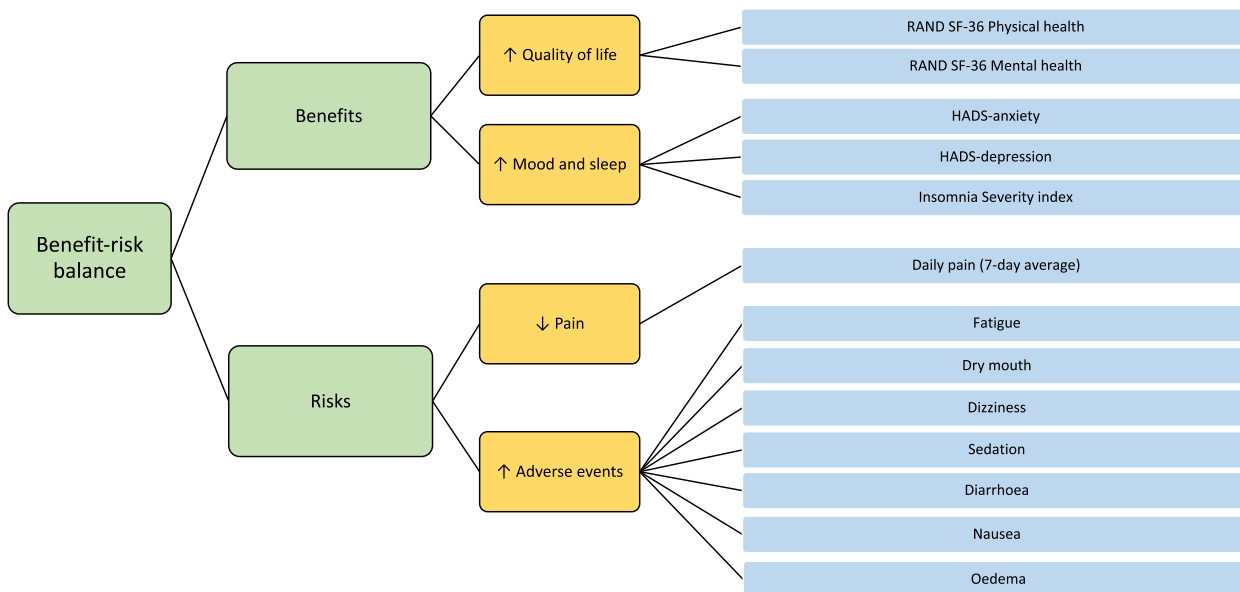 Benefit-risk
balance
Benefits
Risks
↑ Quality of life
↑ Mood and sleep
↓ Pain
↑ Adverse events
RAND SF-36 Physical health
RAND SF-36 Mental health
HADS-anxiety
HADS-depression
Insomnia Severity index
Daily pain (7-day average)
Fatigue
Dry mouth
Dizziness
Sedation
Diarrhoea
Nausea
Oedema